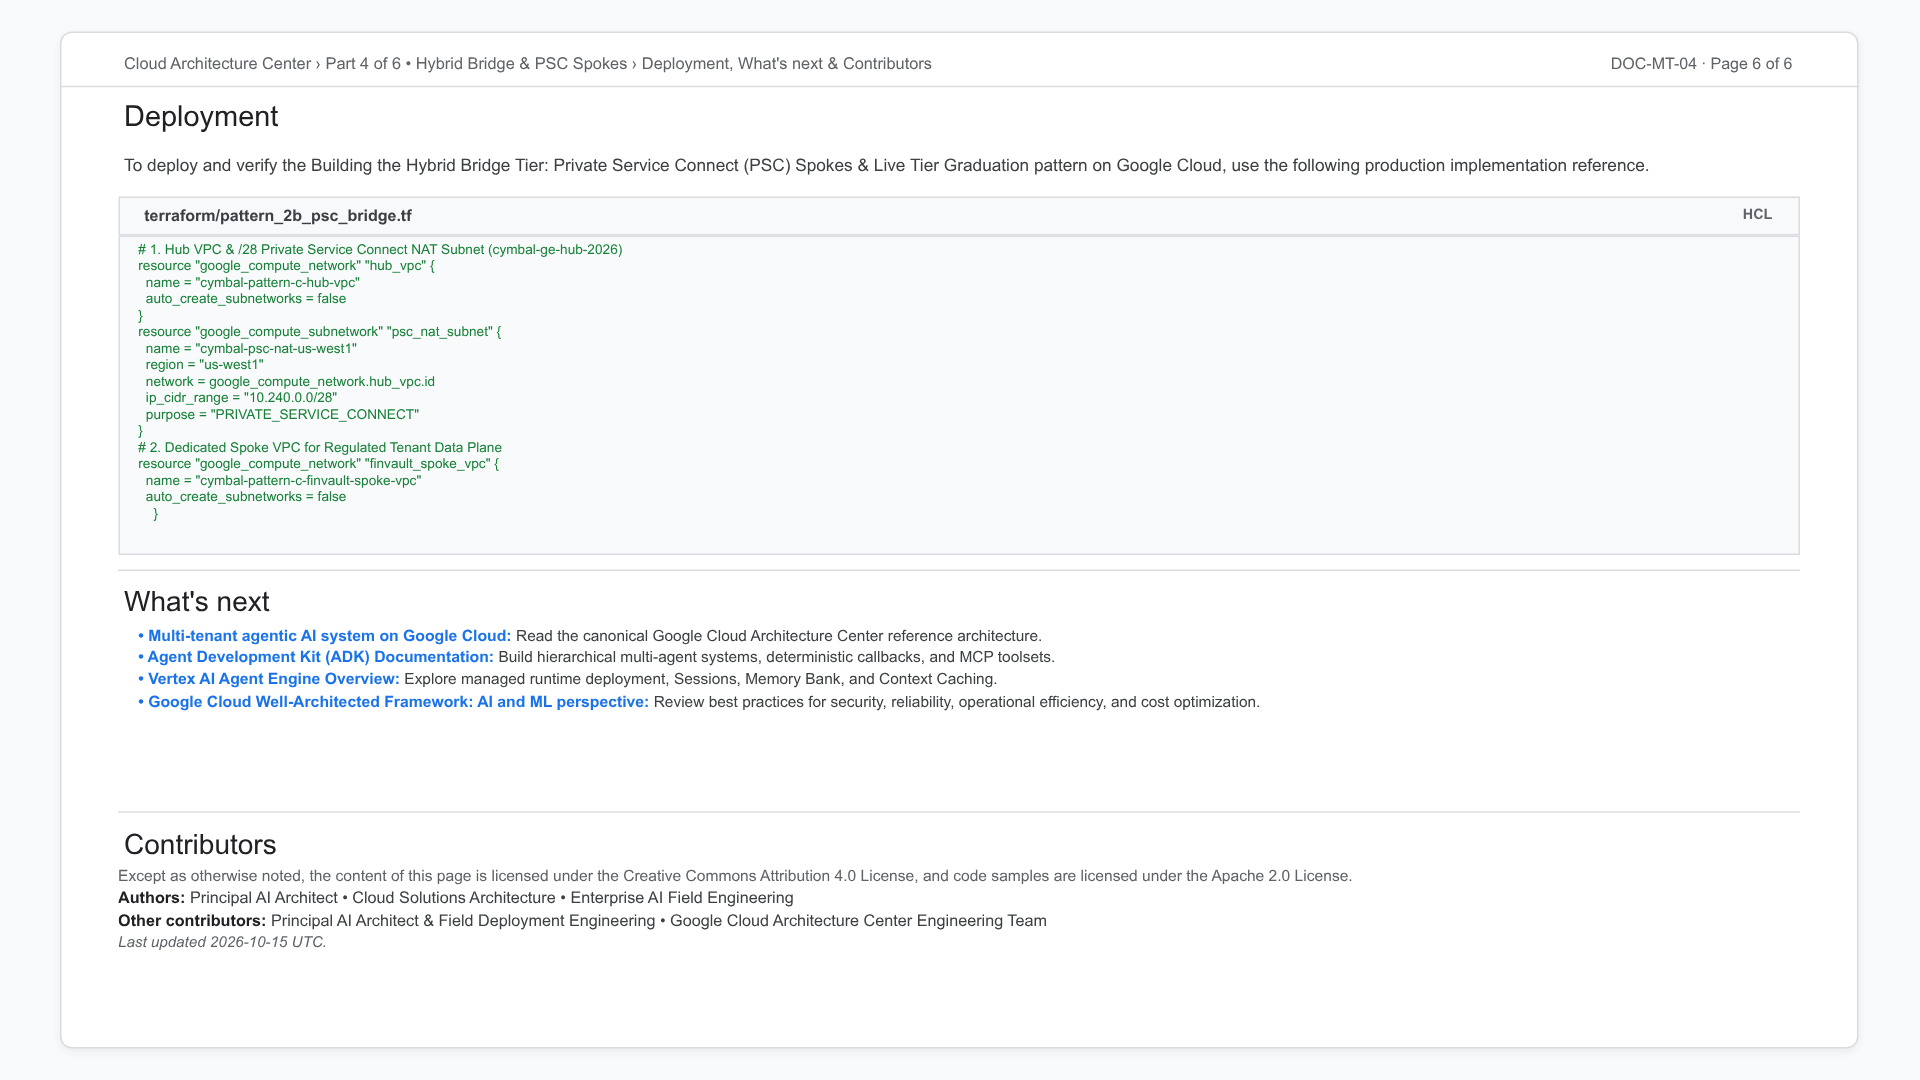 Cloud Architecture Center › Part 4 of 6 • Hybrid Bridge & PSC Spokes › Deployment, What's next & Contributors
DOC-MT-04 · Page 6 of 6
Deployment
To deploy and verify the Building the Hybrid Bridge Tier: Private Service Connect (PSC) Spokes & Live Tier Graduation pattern on Google Cloud, use the following production implementation reference.
terraform/pattern_2b_psc_bridge.tf
HCL
# 1. Hub VPC & /28 Private Service Connect NAT Subnet (cymbal-ge-hub-2026)
resource "google_compute_network" "hub_vpc" {
  name = "cymbal-pattern-c-hub-vpc"
  auto_create_subnetworks = false
}
resource "google_compute_subnetwork" "psc_nat_subnet" {
  name = "cymbal-psc-nat-us-west1"
  region = "us-west1"
  network = google_compute_network.hub_vpc.id
  ip_cidr_range = "10.240.0.0/28"
  purpose = "PRIVATE_SERVICE_CONNECT"
}
# 2. Dedicated Spoke VPC for Regulated Tenant Data Plane
resource "google_compute_network" "finvault_spoke_vpc" {
  name = "cymbal-pattern-c-finvault-spoke-vpc"
  auto_create_subnetworks = false
    }
What's next
• Multi-tenant agentic AI system on Google Cloud: Read the canonical Google Cloud Architecture Center reference architecture.
• Agent Development Kit (ADK) Documentation: Build hierarchical multi-agent systems, deterministic callbacks, and MCP toolsets.
• Vertex AI Agent Engine Overview: Explore managed runtime deployment, Sessions, Memory Bank, and Context Caching.
• Google Cloud Well-Architected Framework: AI and ML perspective: Review best practices for security, reliability, operational efficiency, and cost optimization.
Contributors
Except as otherwise noted, the content of this page is licensed under the Creative Commons Attribution 4.0 License, and code samples are licensed under the Apache 2.0 License.
Authors: Principal AI Architect • Cloud Solutions Architecture • Enterprise AI Field Engineering
Other contributors: Principal AI Architect & Field Deployment Engineering • Google Cloud Architecture Center Engineering Team
Last updated 2026-10-15 UTC.